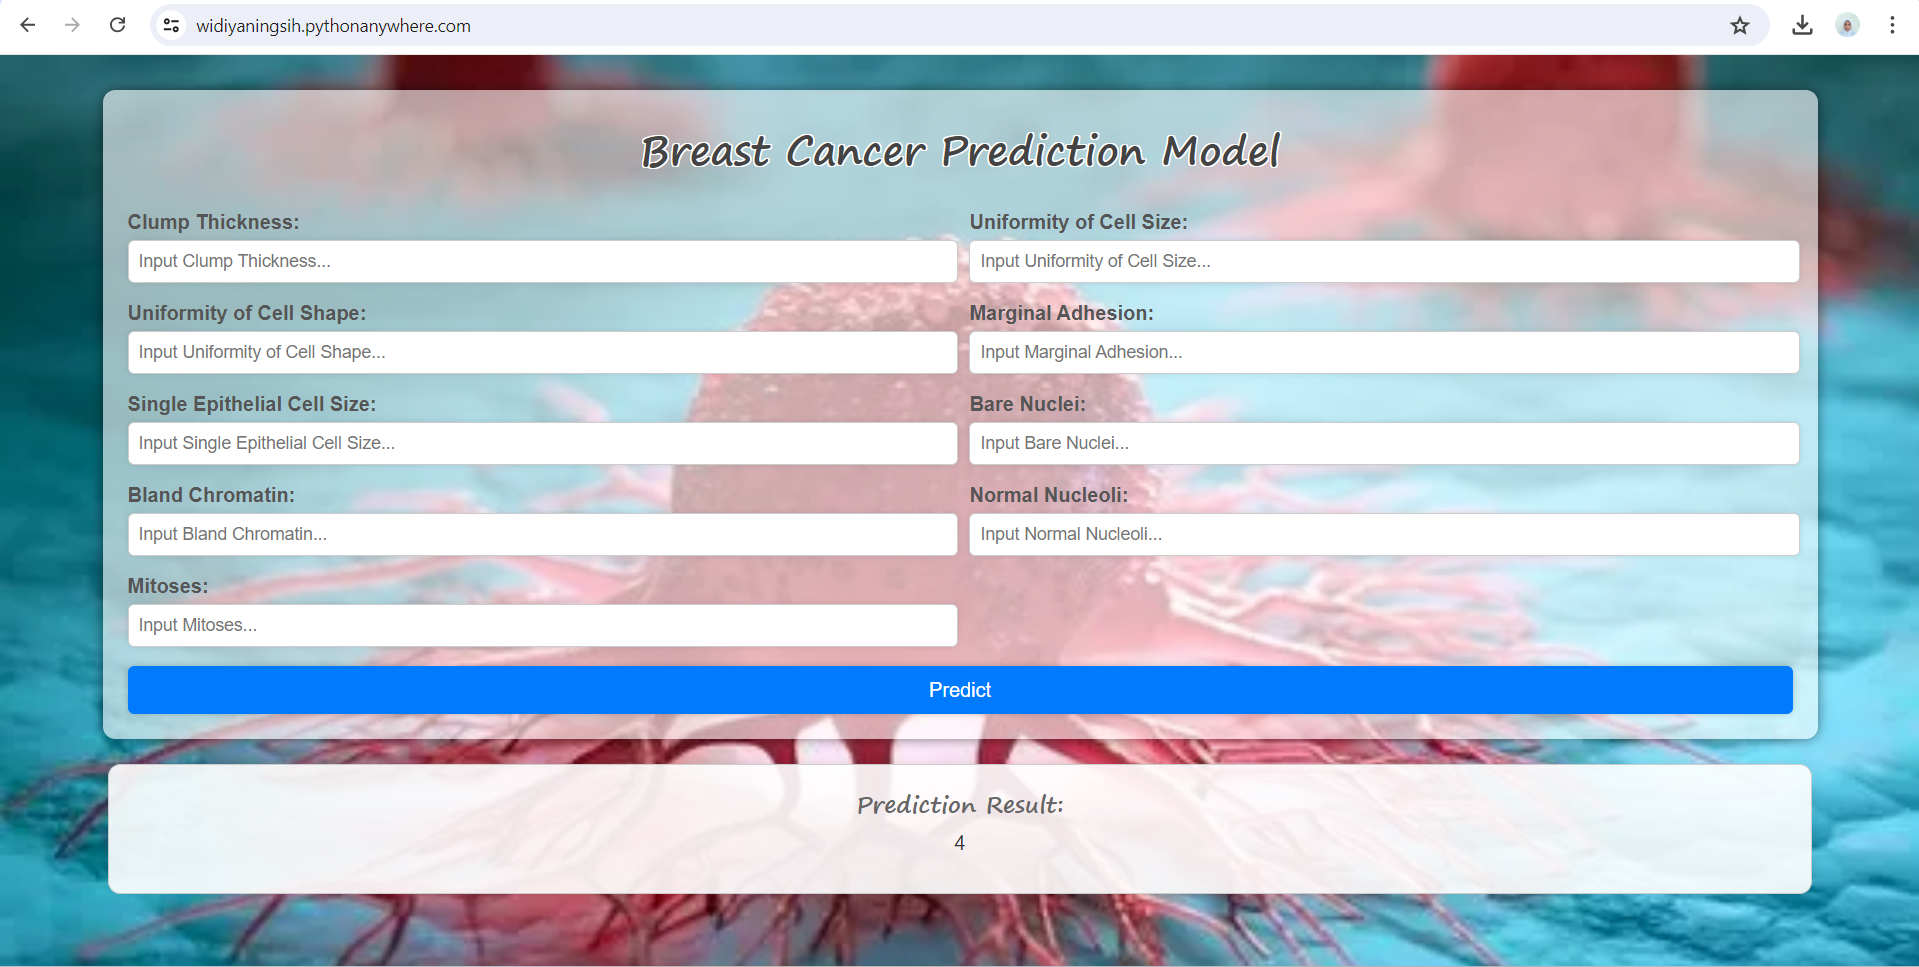 widiyaningsih.pythonanywhere.com
Breast Cancer Prediction Model
Clump Thickness:
Input Clump Thickness...
Uniformity of Cell Size:
Input Uniformity of Cell Size...
Uniformity of Cell Shape:
Input Uniformity of Cell Shape...
Marginal Adhesion:
Input Marginal Adhesion...
Single Epithelial Cell Size:
Input Single Epithelial Cell Size...
Bare Nuclei:
Input Bare Nuclei...
Bland Chromatin:
Input Bland Chromatin...
Normal Nucleoli:
Input Normal Nucleoli...
Mitoses:
Input Mitoses...
Predict
Prediction Result:
4